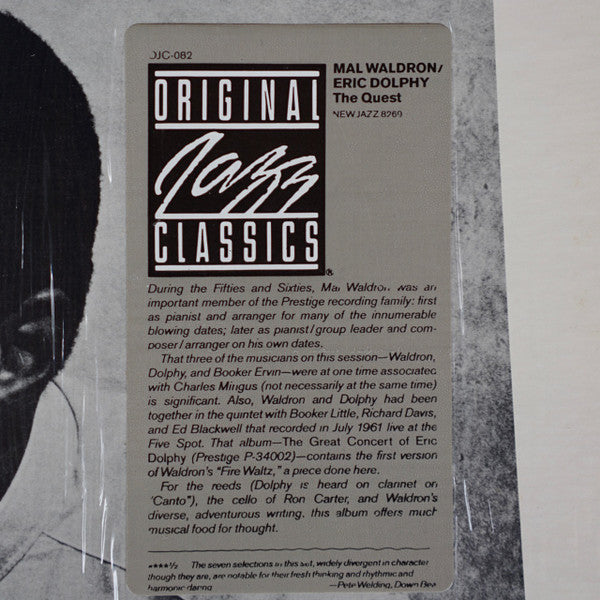 OJC-082
MAL WALDRON/
ERIC DOLPHY
The Quest
NEW JAZZ 8269
ORIGINAL
Jazz
CLASSICS
®
During the Fifties and Sixties, Mal Waldron was an
important member of the Prestige recording family: first
as pianist and arranger for many of the innumerable
blowing dates; later as pianist/group leader and com-
poser/arranger on his own dates.
That three of the musicians on this session—Waldron,
Dolphy, and Booker Ervin—were at one time associated
with Charles Mingus (not necessarily at the same time)
is significant. Also, Waldron and Dolphy had been
together in the quintet with Booker Little, Richard Davis,
and Ed Blackwell that recorded in July 1961 live at the
Five Spot. That album—The Great Concert of Eric
Dolphy (Prestige P-34002)—contains the first version
of Waldron's "Fire Waltz," a piece done here.
For the reeds (Dolphy is heard on clarinet on
"Canto"), the cello of Ron Carter, and Waldron's
diverse, adventurous writing, this album offers much
musical food for thought.
★★★★½ The seven selections in this set, widely divergent in character
though they are, are notable for their fresh thinking and rhythmic and
harmonic daring. —Pete Welding, Down Bea